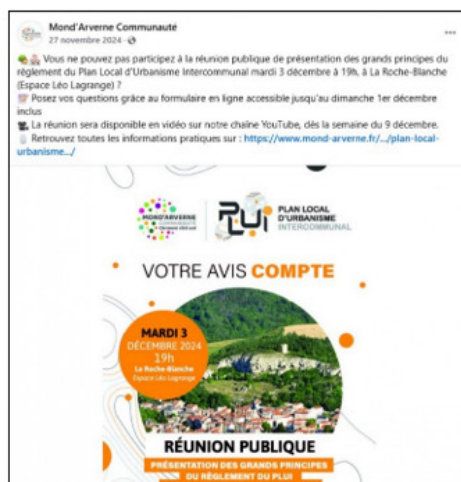 Mond'Arverne Communauté
27 novembre 2024
Vous ne pouvez pas participez à la réunion publique de présentation des grands principes du
règlement du Plan Local d'Urbanisme Intercommunal mardi 3 décembre à 19h, à La Roche-Blanche
(Espace Léo Lagrange) ?
Posez vos questions grâce au formulaire en ligne accessible jusqu'au dimanche 1er décembre
inclus
La réunion sera disponible en vidéo sur notre chaîne YouTube, dès la semaine du 9 décembre.
Retrouvez toutes les informations pratiques sur : https://www.mond-arverne.fr/.../plan-local-
urbanisme.../
MOND'ARVERNE
COMMUNAUTÉ
PLUi
PLAN LOCAL
D'URBANISME
INTERCOMMUNAL
VOTRE AVIS COMPTE
MARDI 3
DÉCEMBRE 2024
19h
La Roche-Blanche
Espace Léo Lagrange
RÉUNION PUBLIQUE
PRÉSENTATION DES GRANDS PRINCIPES
DU RÈGLEMENT DU PLUI